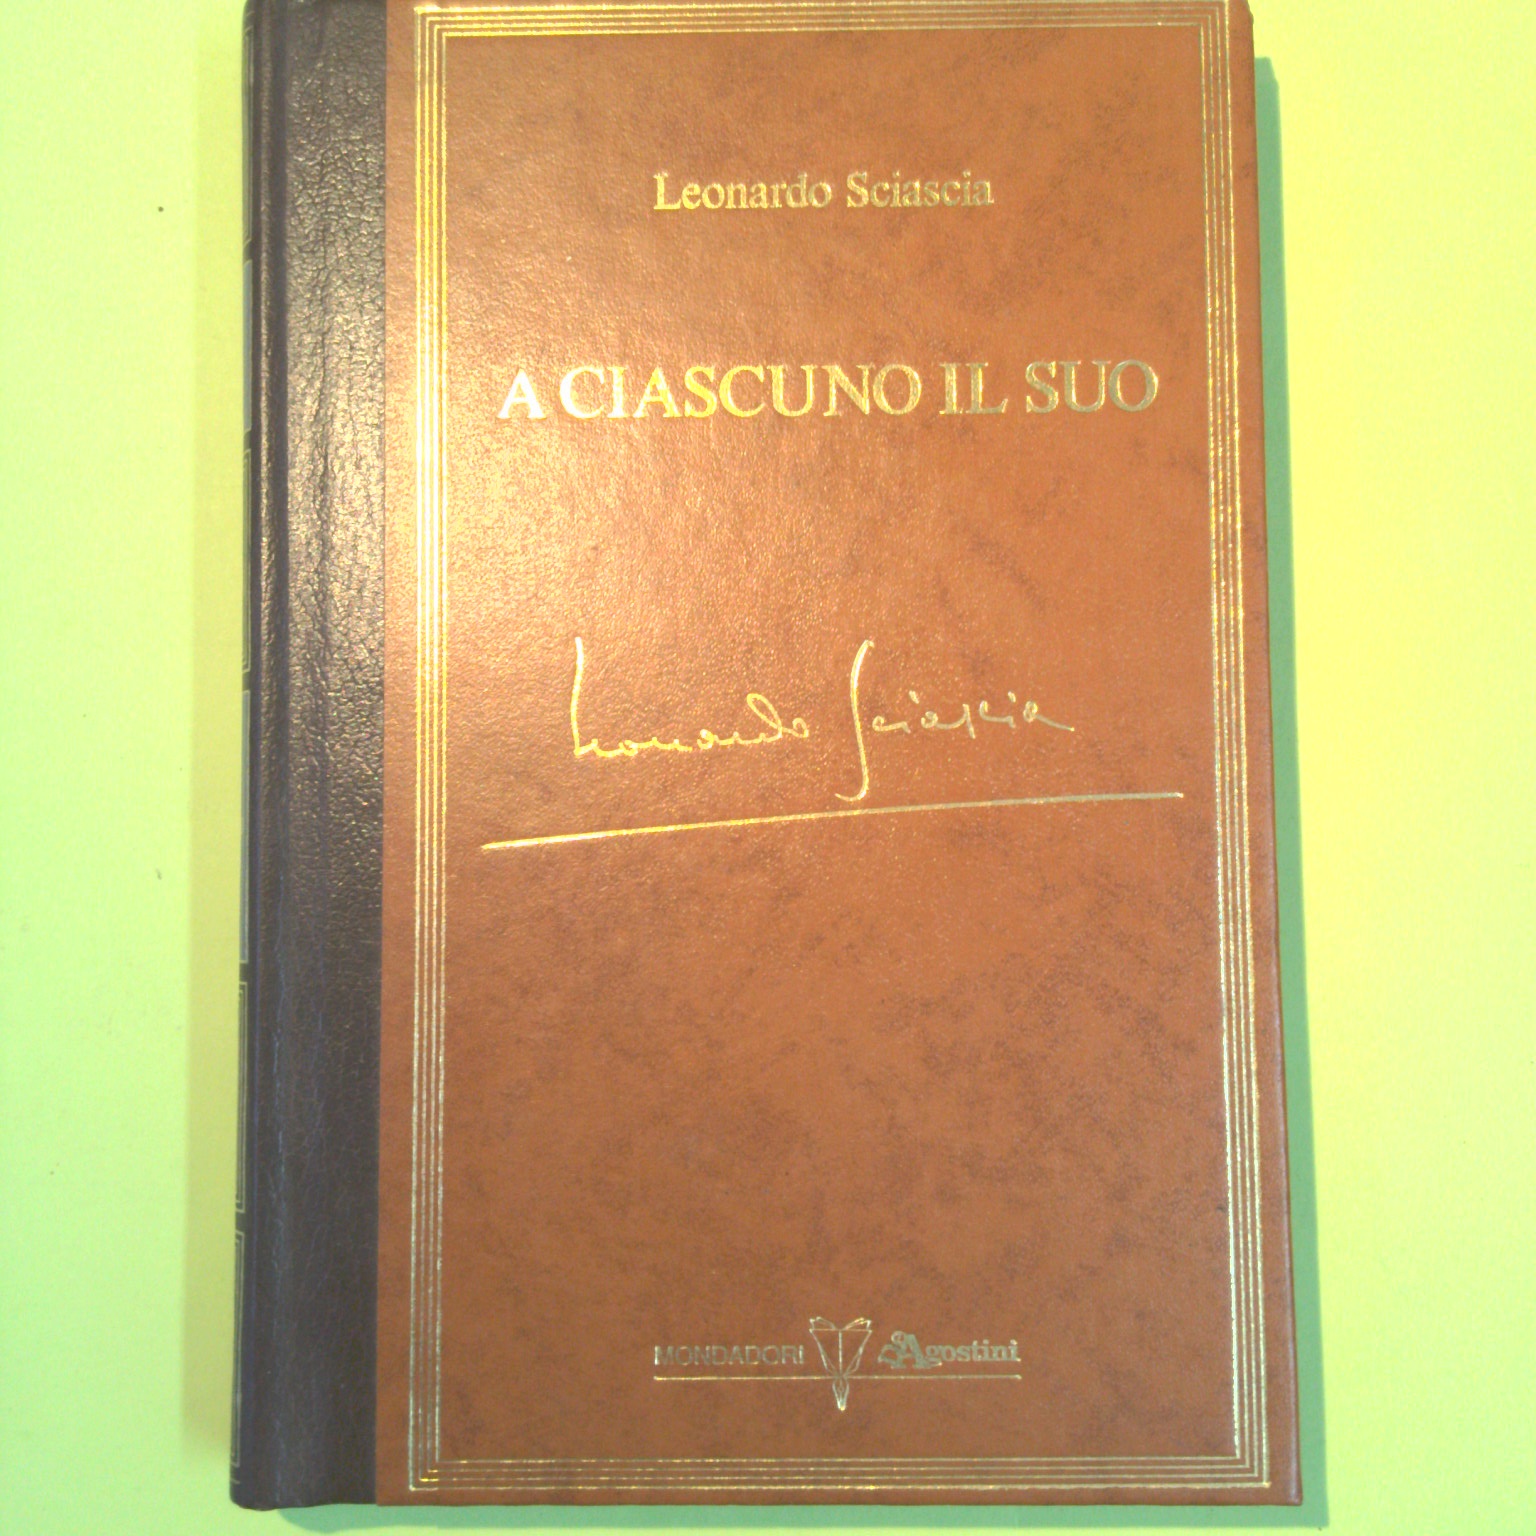 Leonardo Sciascia
A CIASCUNO IL SUO
Leonardo Sciascia
MONDADORI DeAgostini